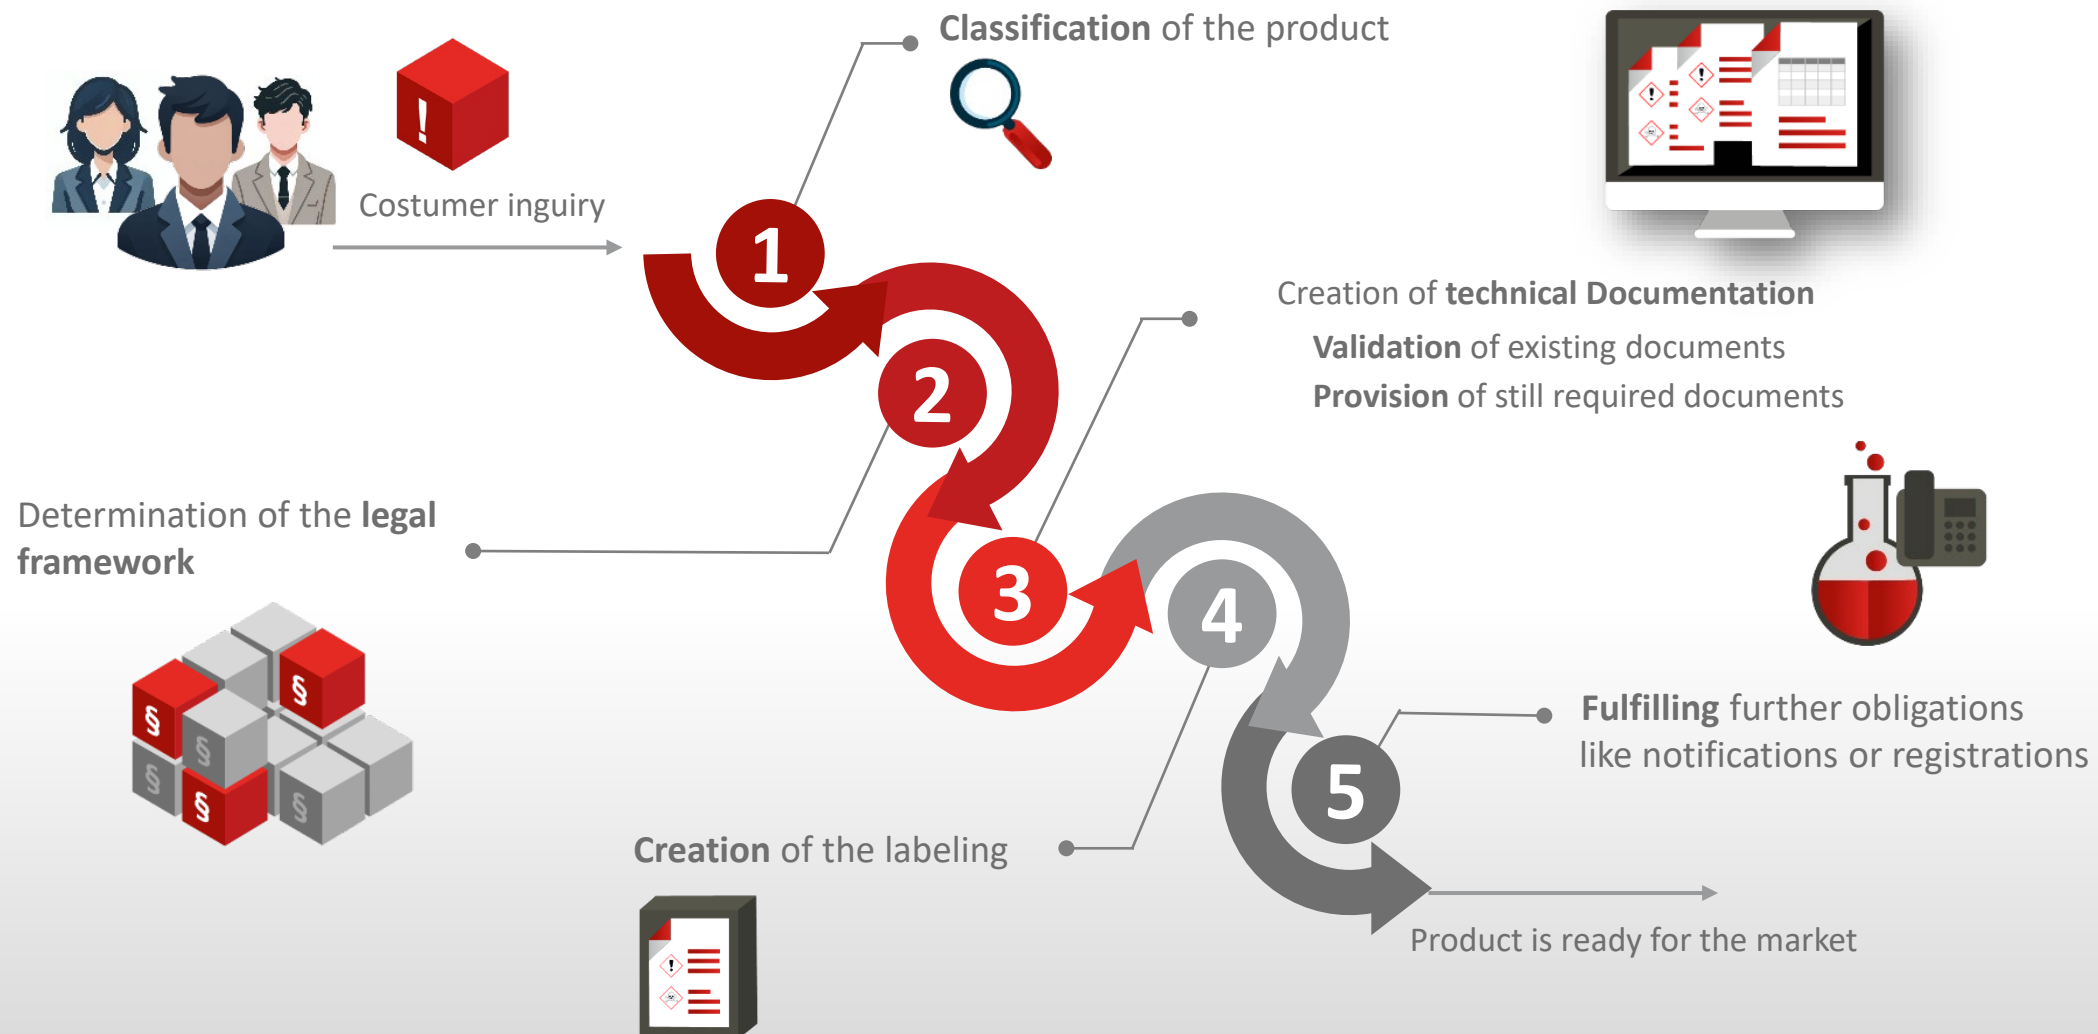 Costumer inguiry
1
Classification of the product
2
Determination of the legal
framework
§
§
§
§
§
§
3
Creation of technical Documentation
Validation of existing documents
Provision of still required documents
4
Creation of the labeling
5
Fulfilling further obligations
like notifications or registrations
Product is ready for the market
!
!
!
!